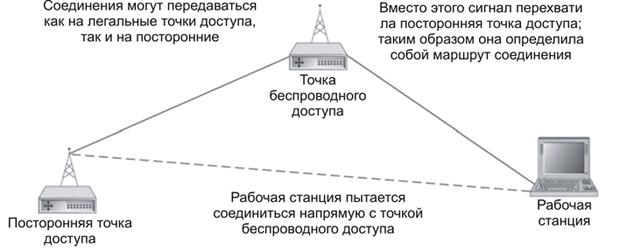 Соединения могут передаваться
как на легальные точки доступа,
так и на посторонние
Вместо этого сигнал перехвати
ла посторонняя точка доступа;
таким образом она определила
собой маршрут соединения
Точка
беспроводного
доступа
Рабочая станция пытается
соединиться напрямую с точкой
беспроводного доступа
Посторонняя точка
доступа
Рабочая
станция